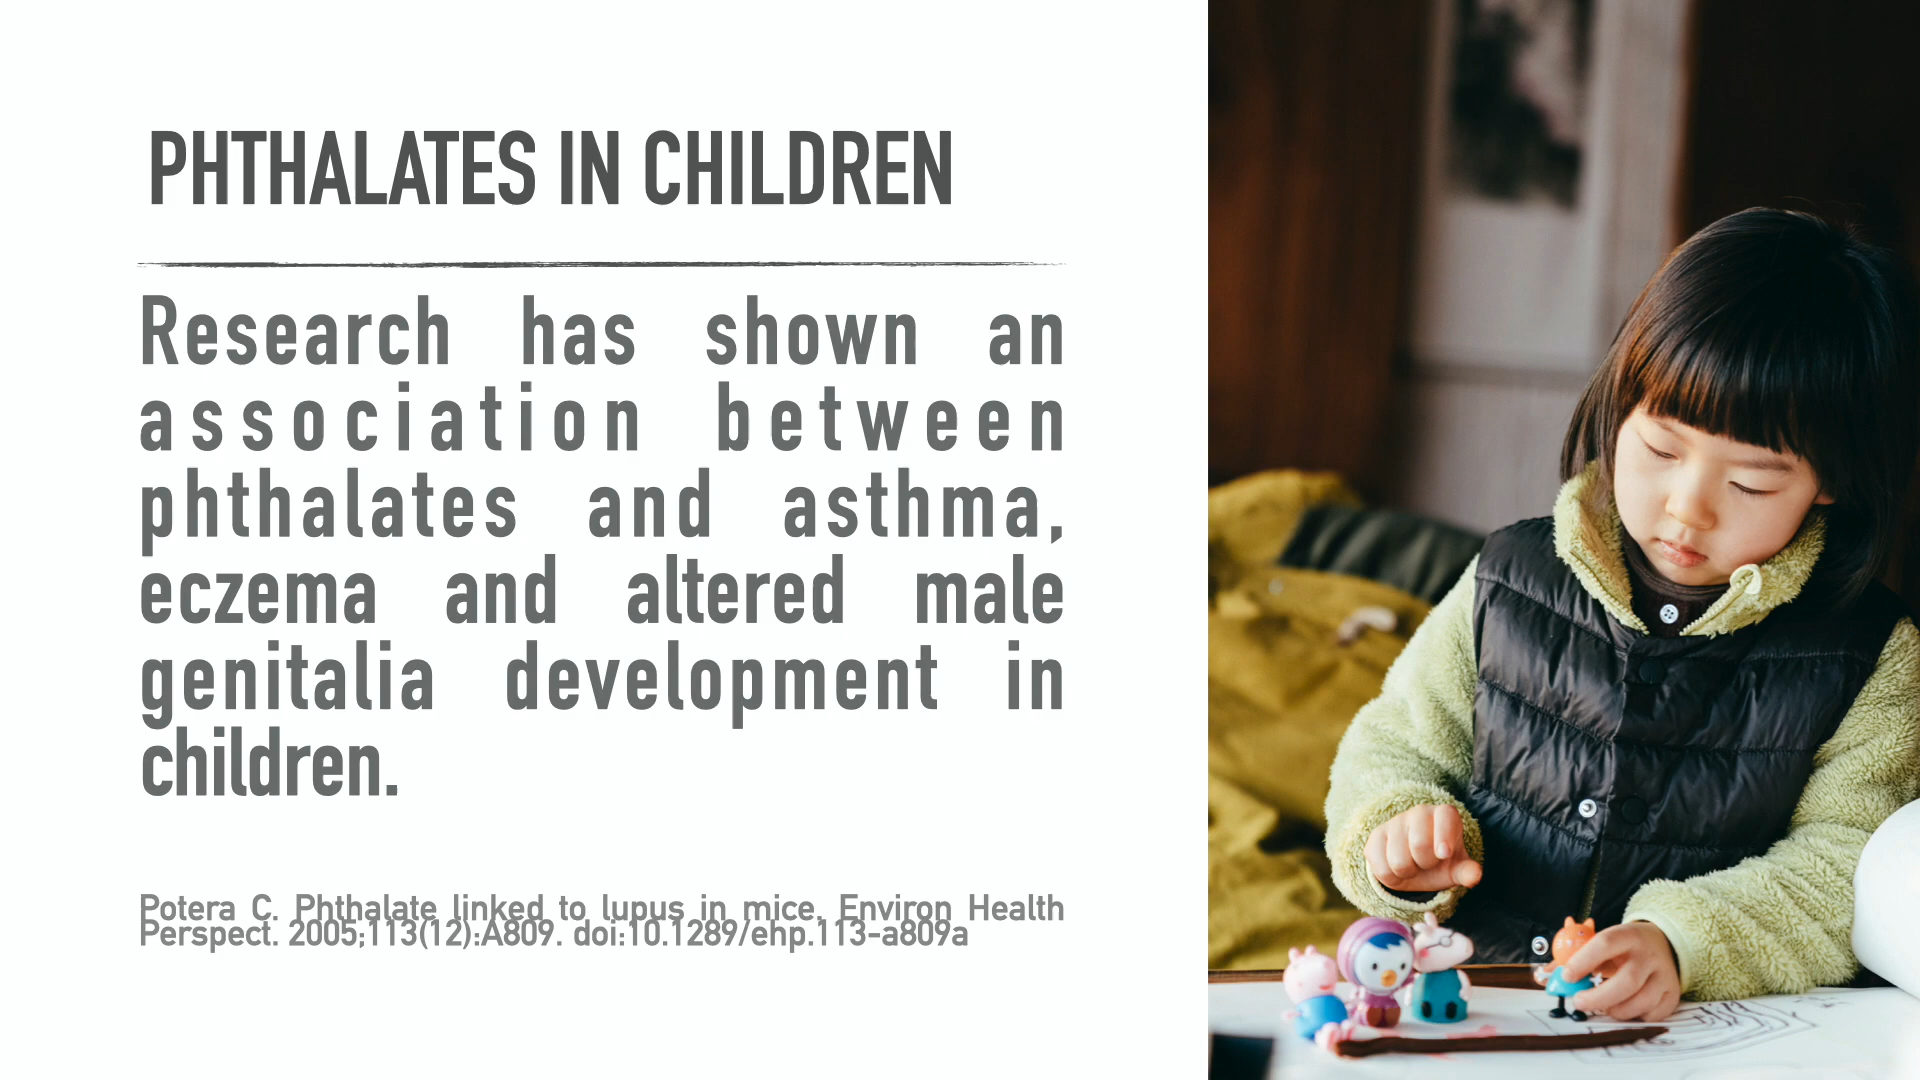 PHTHALATES IN CHILDREN
Research has shown an
association between
phthalates and asthma,
eczema and altered male
genitalia development in
children.
Potera C. Phthalate linked to lupus in mice. Environ Health
Perspect. 2005;113(12):A809. doi:10.1289/ehp.113-a809a